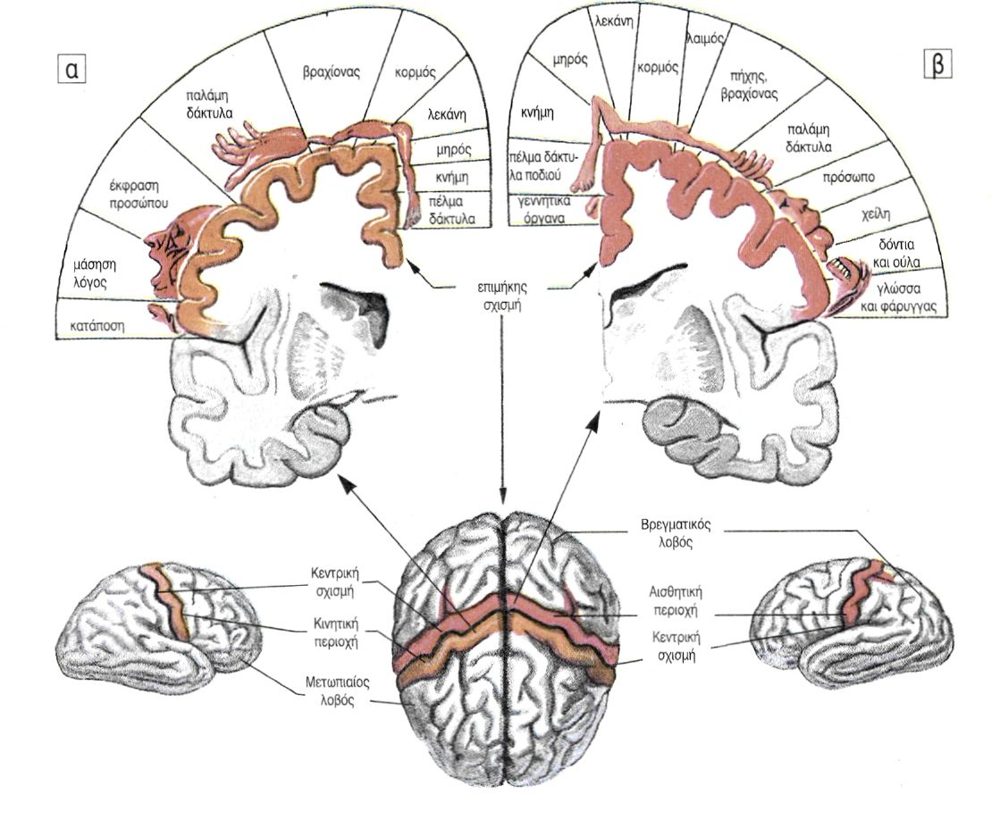 α
βραχίονας
κορμός
παλάμη
δάκτυλα
λεκάνη
μηρός
κνήμη
πέλμα
δάκτυλα
έκφραση
προσώπου
μάσηση
λόγος
κατάποση
β
λεκάνη
λαιμός
μηρός
κορμός
πήχης,
βραχίονας
κνήμη
παλάμη
δάκτυλα
πέλμα δάκτυ-
λα ποδιού
πρόσωπο
γεννητικά
όργανα
χείλη
δόντια
και ούλα
γλώσσα
και φάρυγγας
επιμήκης
σχισμή
Κεντρική
σχισμή
Κινητική
περιοχή
Μετωπιαίος
λοβός
Βρεγματικός
λοβός
Αισθητική
περιοχή
Κεντρική
σχισμή